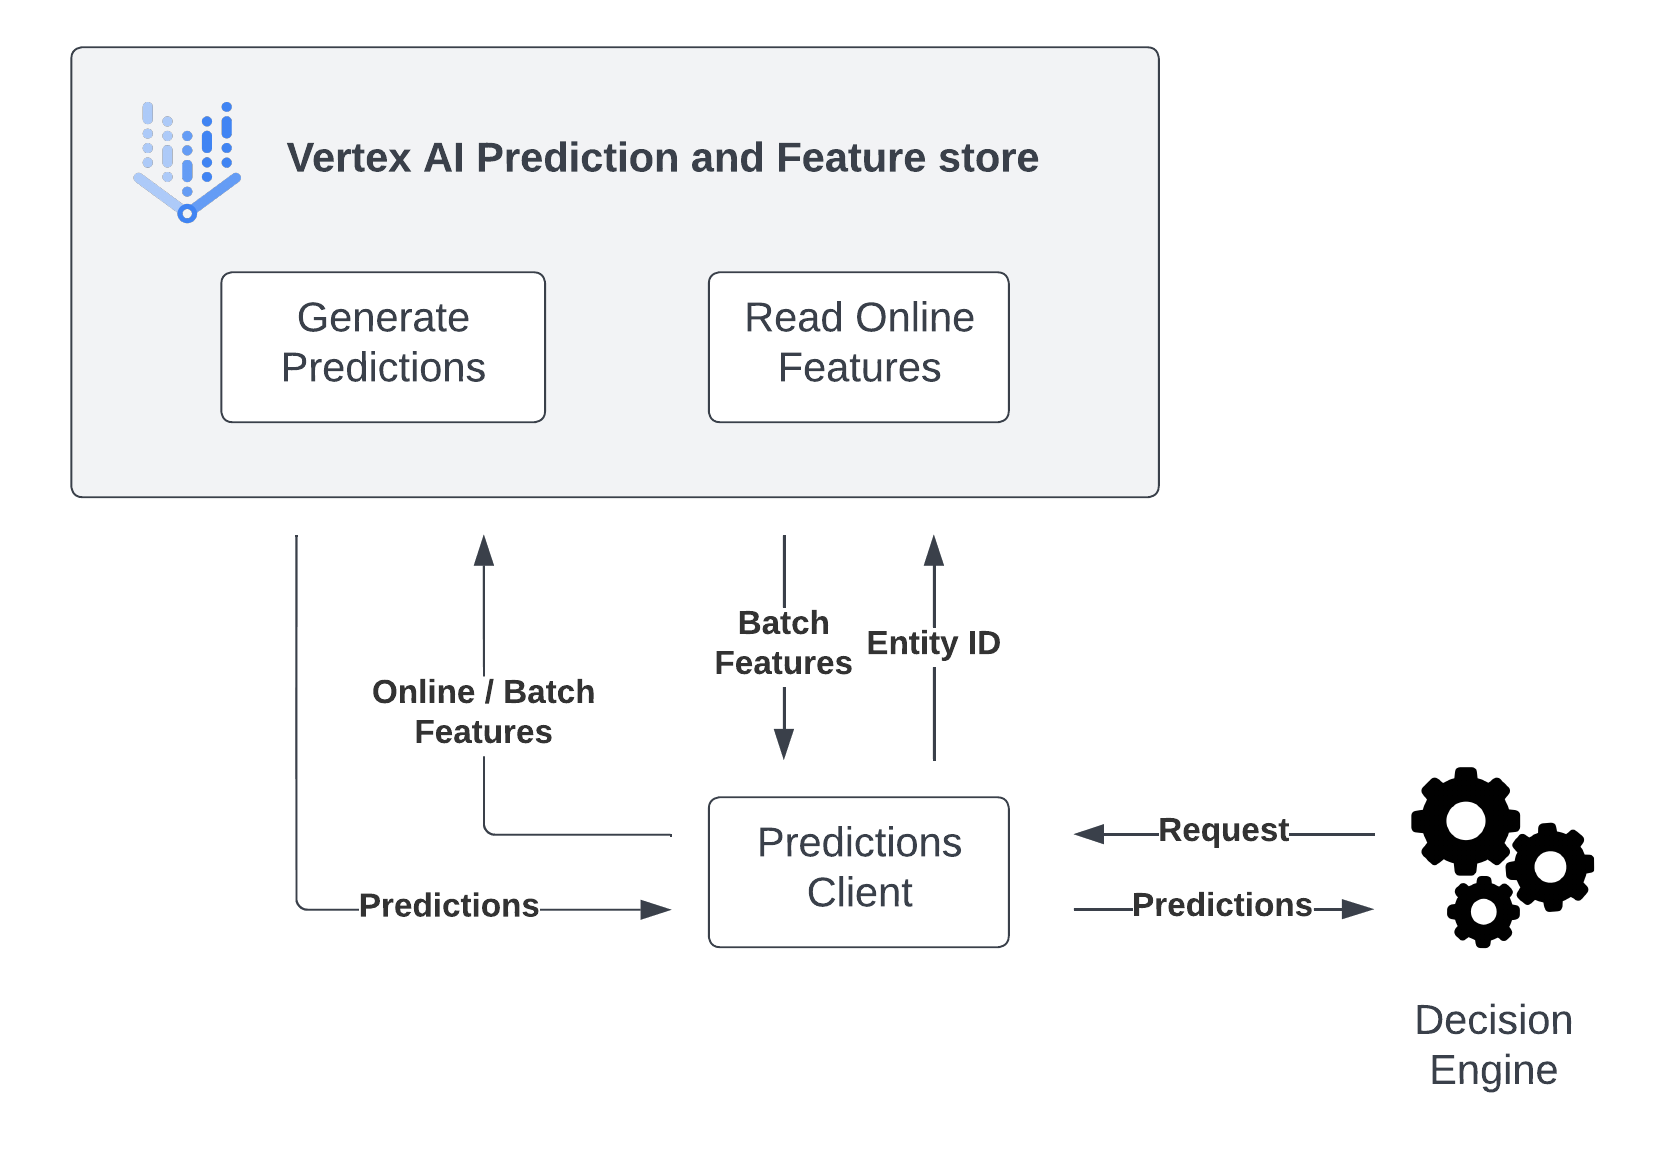 Vertex AI Prediction and Feature store
Generate
Predictions
Read Online
Features
Batch
Features
Entity ID
Online / Batch
Features
Predictions
Client
Request
Predictions
Predictions
Decision
Engine